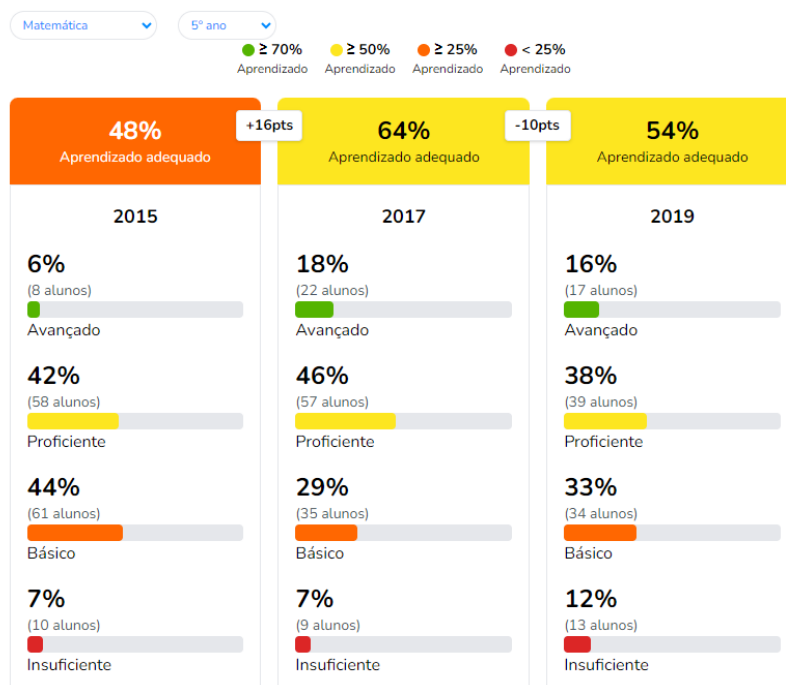 Matemática 5º ano
≥ 70% ≥ 50% ≥ 25% < 25%
Aprendizado Aprendizado Aprendizado Aprendizado
48% +16pts 64% -10pts 54%
Aprendizado adequado Aprendizado adequado Aprendizado adequado
2015 2017 2019
6% 18% 16%
(8 alunos) (22 alunos) (17 alunos)
Avançado Avançado Avançado
42% 46% 38%
(58 alunos) (57 alunos) (39 alunos)
Proficiente Proficiente Proficiente
44% 29% 33%
(61 alunos) (35 alunos) (34 alunos)
Básico Básico Básico
7% 7% 12%
(10 alunos) (9 alunos) (13 alunos)
Insuficiente Insuficiente Insuficiente